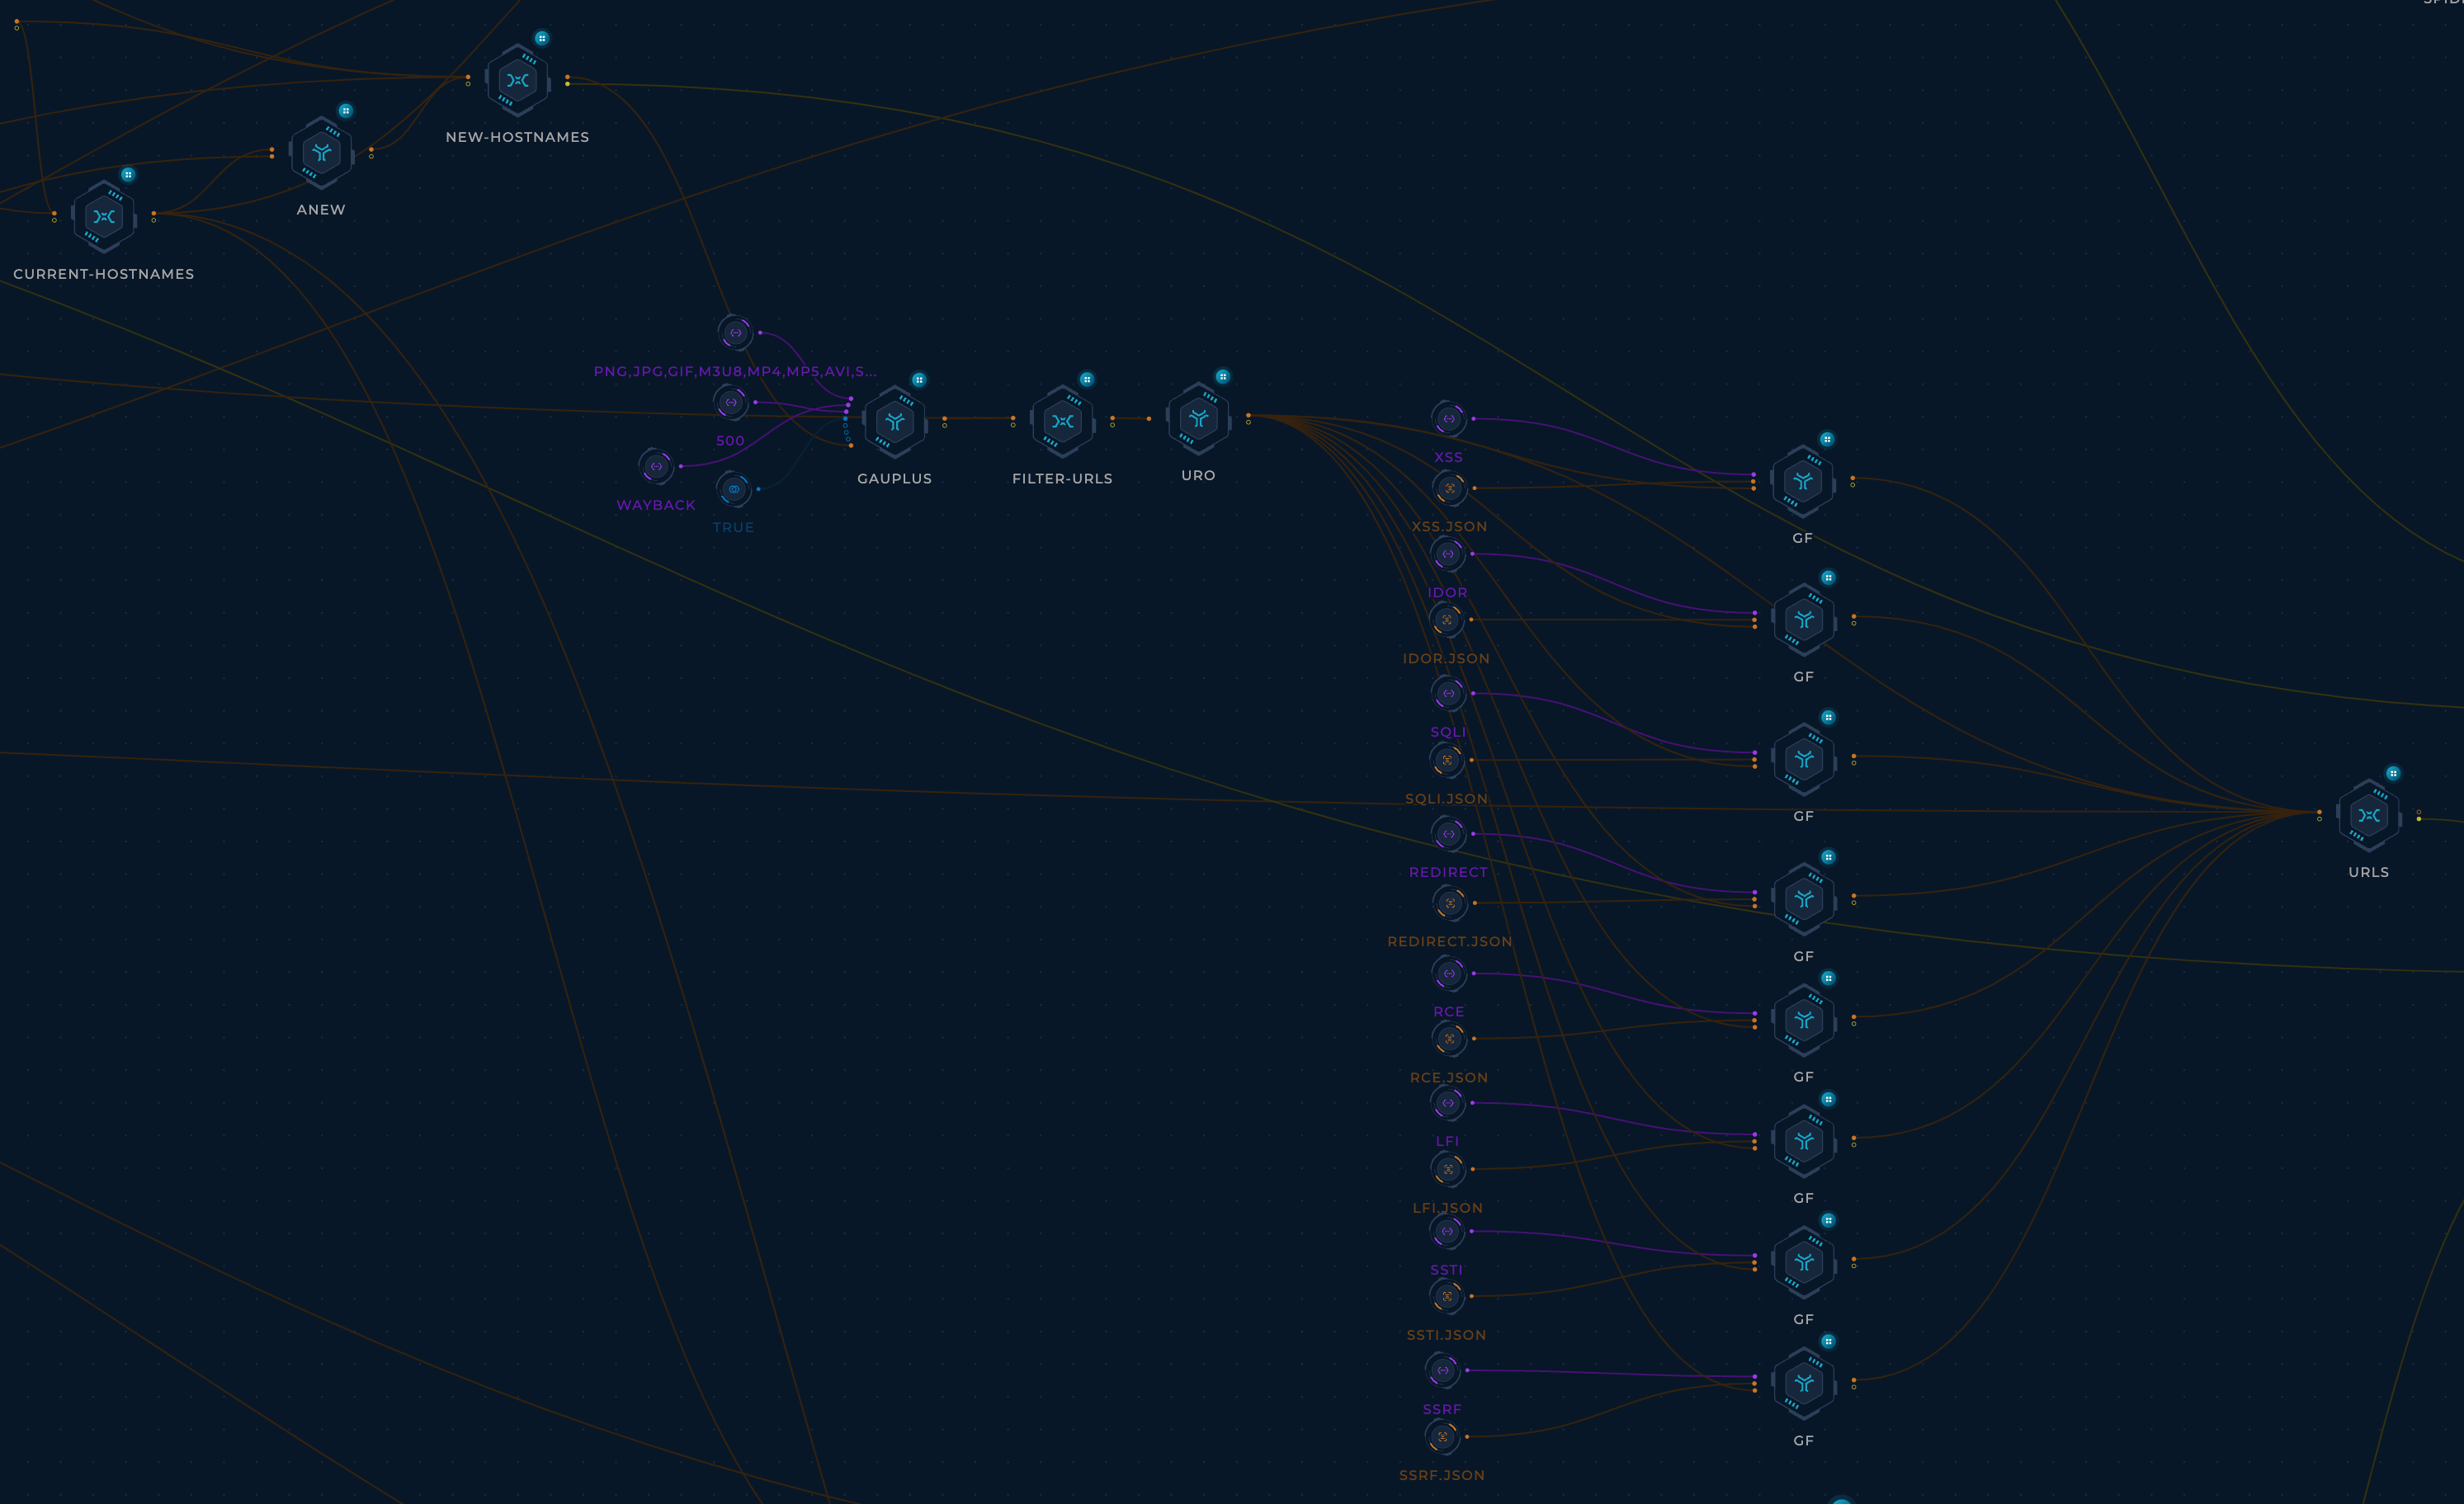 NEW-HOSTNAMES
ANEW
CURRENT-HOSTNAMES
PNG,JPG,GIF,M3U8,MP4,MP5,AVI,S...
500
WAYBACK
TRUE
GAUPLUS
FILTER-URLS
URO
XSS
XSS.JSON
IDOR
IDOR.JSON
SQLI
SQLI.JSON
REDIRECT
REDIRECT.JSON
RCE
RCE.JSON
LFI
LFI.JSON
SSTI
SSTI.JSON
SSRF
SSRF.JSON
GF
GF
GF
GF
GF
GF
GF
GF
URLS